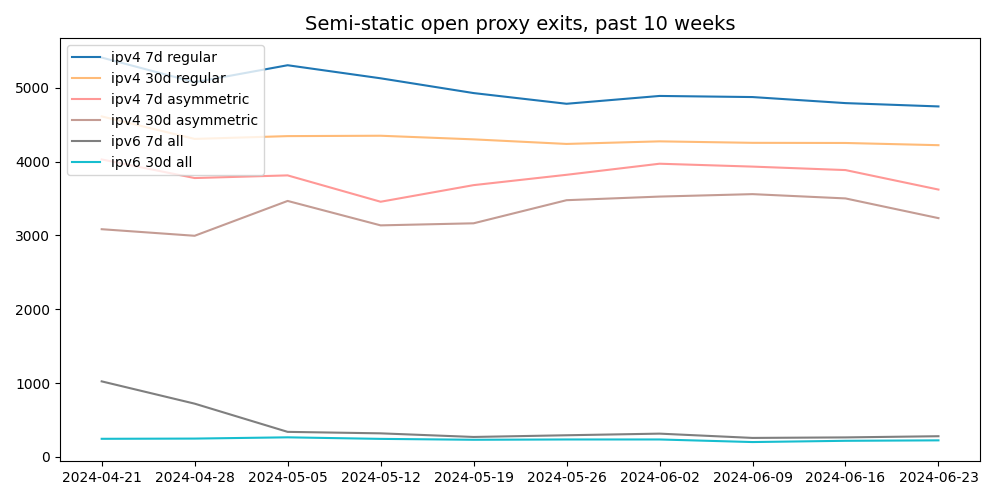 Semi-static open proxy exits, past 10 weeks
ipv4 7d regular
ipv4 30d regular
ipv4 7d asymmetric
ipv4 30d asymmetric
ipv6 7d all
ipv6 30d all
5000
4000
3000
2000
1000
0
2024-04-21 2024-04-28 2024-05-05 2024-05-12 2024-05-19 2024-05-26 2024-06-02 2024-06-09 2024-06-16 2024-06-23